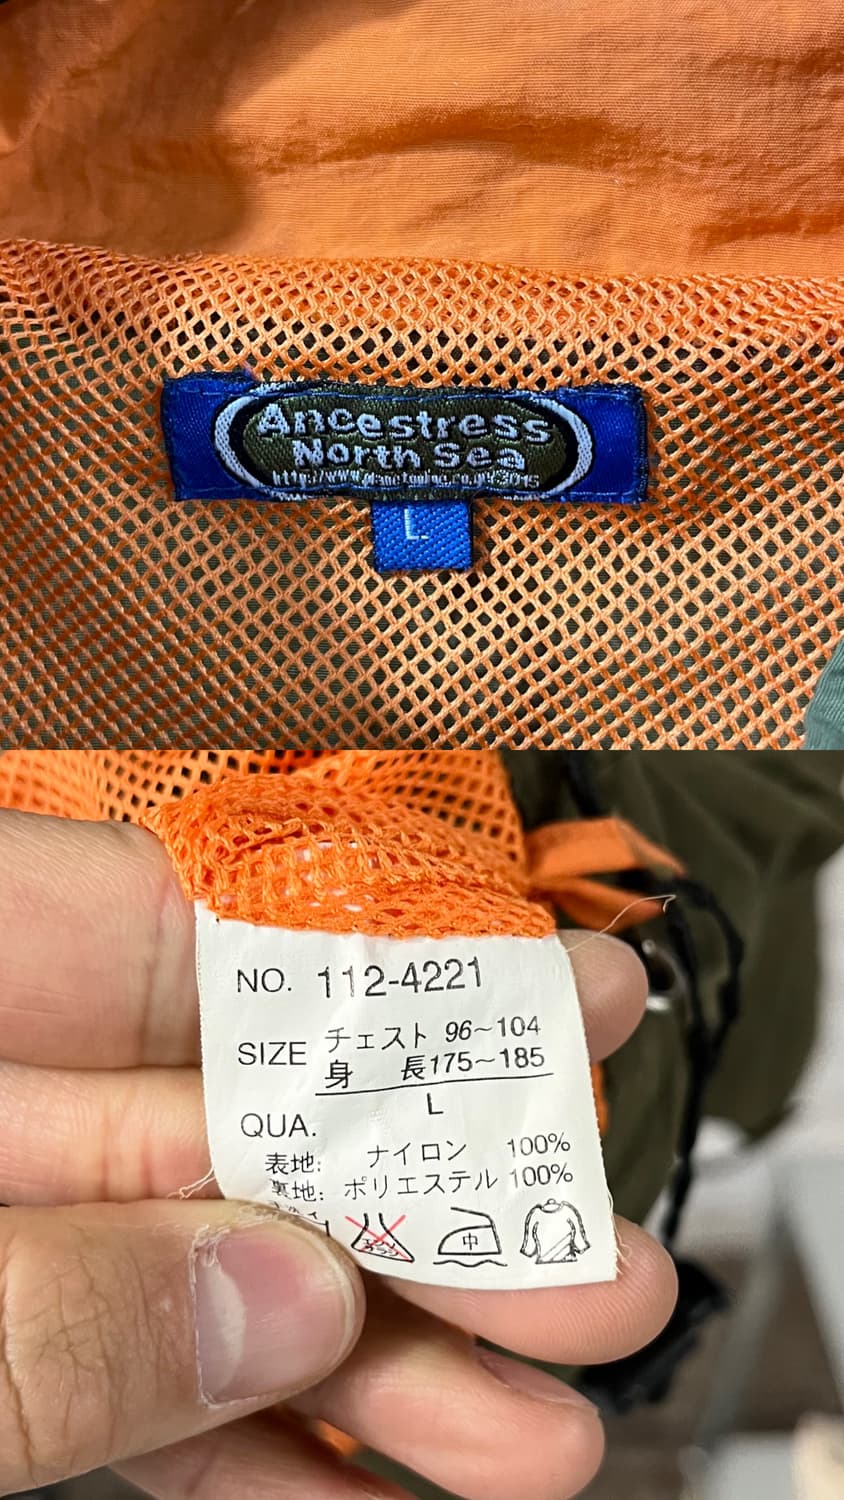 Ancestress
North Sea
L
NO. 112-4221
SIZE チェスト 96~104
身 長175~185
L
QUA.
表地: ナイロン 100%
裏地: ポリエステル 100%
中